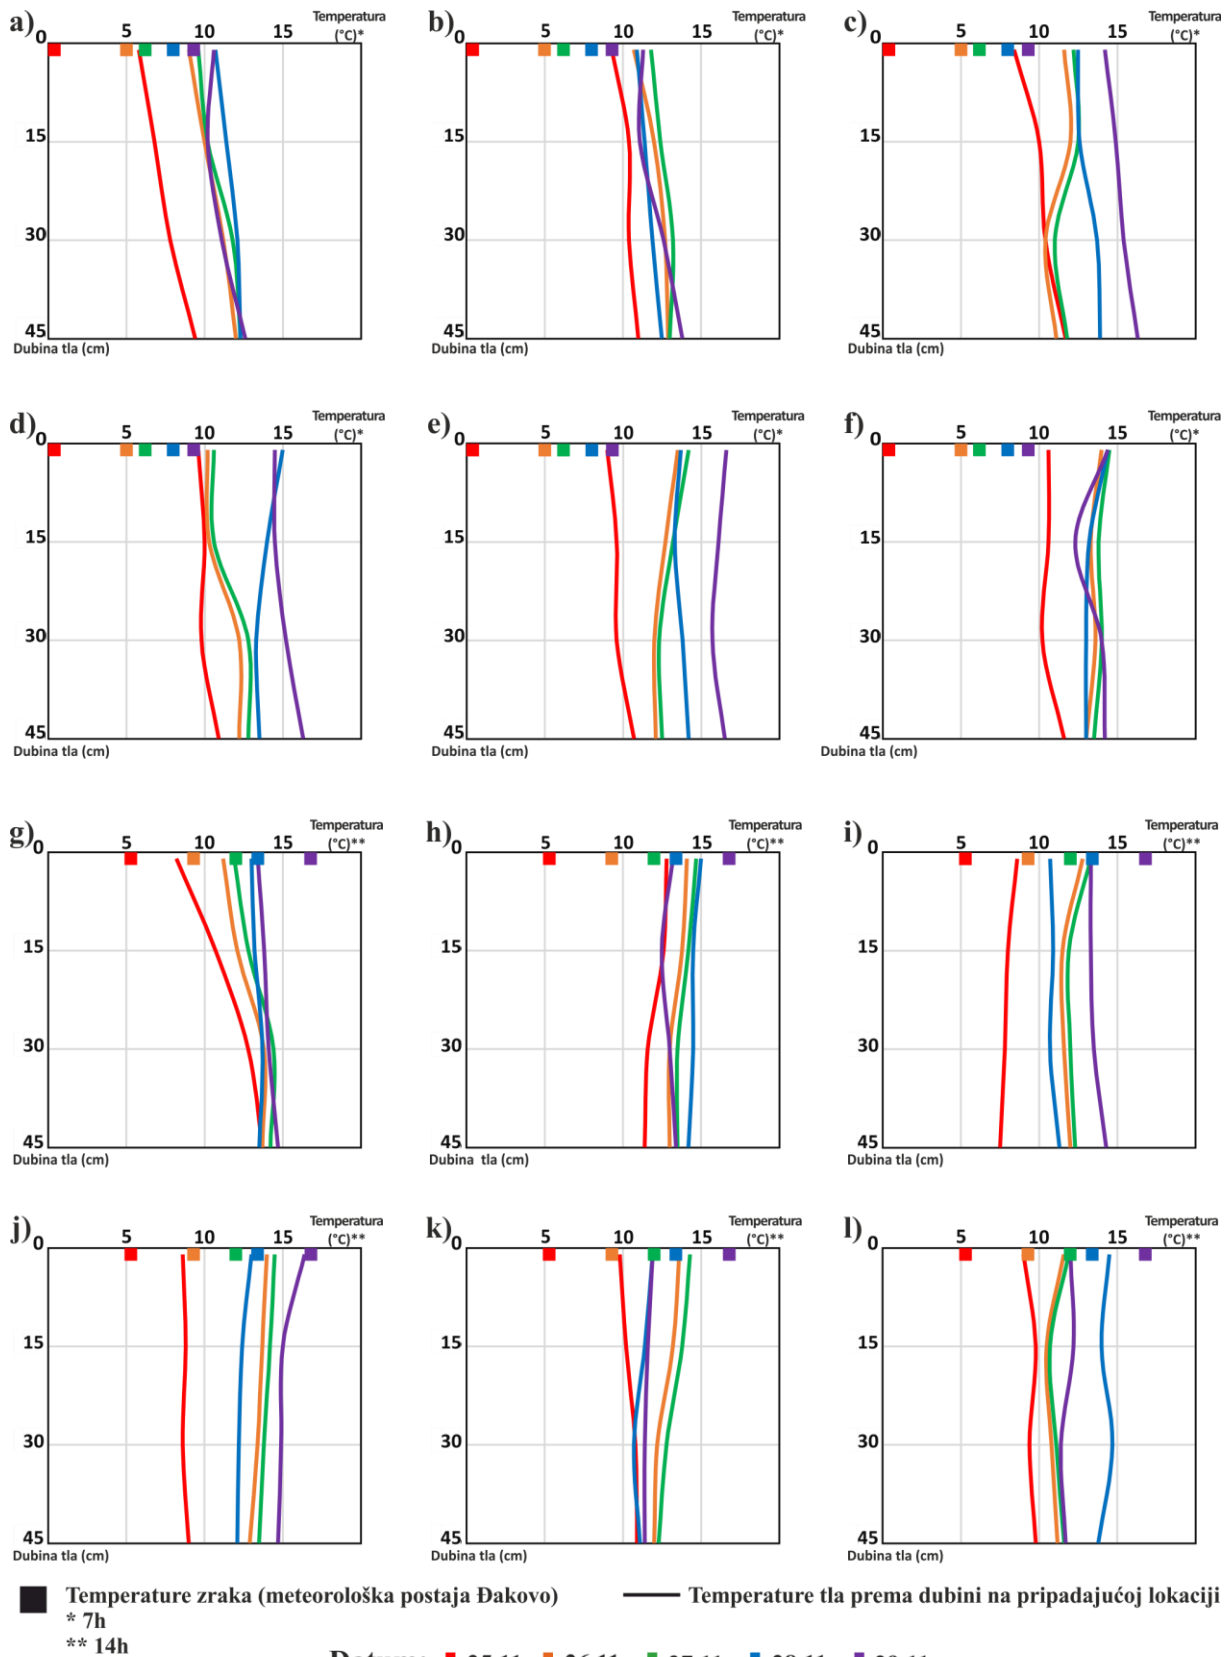 a) 0 5 10 15 Temperatura (°C)*
15
30
45
Dubina tla (cm)
b) 0 5 10 15 Temperatura (°C)*
15
30
45
Dubina tla (cm)
c) 0 5 10 15 Temperatura (°C)*
15
30
45
Dubina tla (cm)
d) 0 5 10 15 Temperatura (°C)*
15
30
45
Dubina tla (cm)
e) 0 5 10 15 Temperatura (°C)*
15
30
45
Dubina tla (cm)
f) 0 5 10 15 Temperatura (°C)*
15
30
45
Dubina tla (cm)
g) 0 5 10 15 Temperatura (°C)**
15
30
45
Dubina tla (cm)
h) 0 5 10 15 Temperatura (°C)**
15
30
45
Dubina tla (cm)
i) 0 5 10 15 Temperatura (°C)**
15
30
45
Dubina tla (cm)
j) 0 5 10 15 Temperatura (°C)**
15
30
45
Dubina tla (cm)
k) 0 5 10 15 Temperatura (°C)**
15
30
45
Dubina tla (cm)
l) 0 5 10 15 Temperatura (°C)**
15
30
45
Dubina tla (cm)
Temperature zraka (meteorološka postaja Đakovo)
* 7h
** 14h
Temperature tla prema dubini na pripadajućoj lokaciji